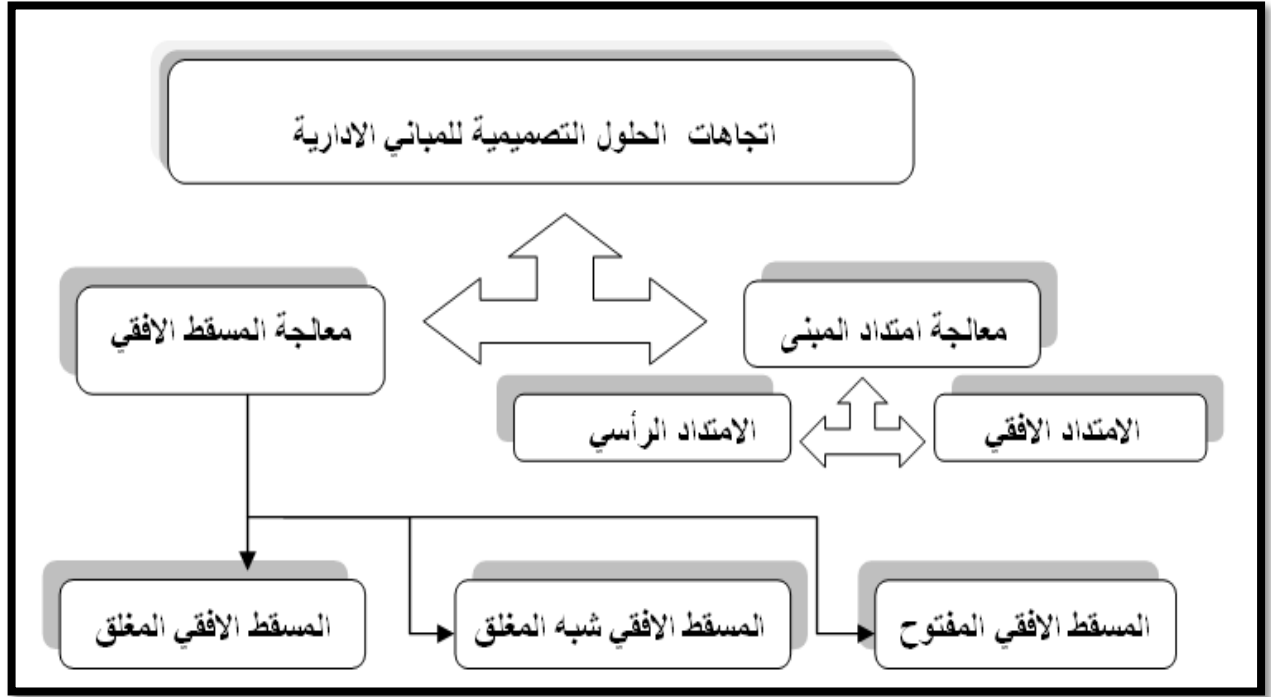 اتجاهات الحلول التصميمية للمباني الادارية
معالجة امتداد المبنى
معالجة المسقط الافقي
الامتداد الافقي
الامتداد الرأسي
المسقط الافقي المفتوح
المسقط الافقي شبه المغلق
المسقط الافقي المغلق